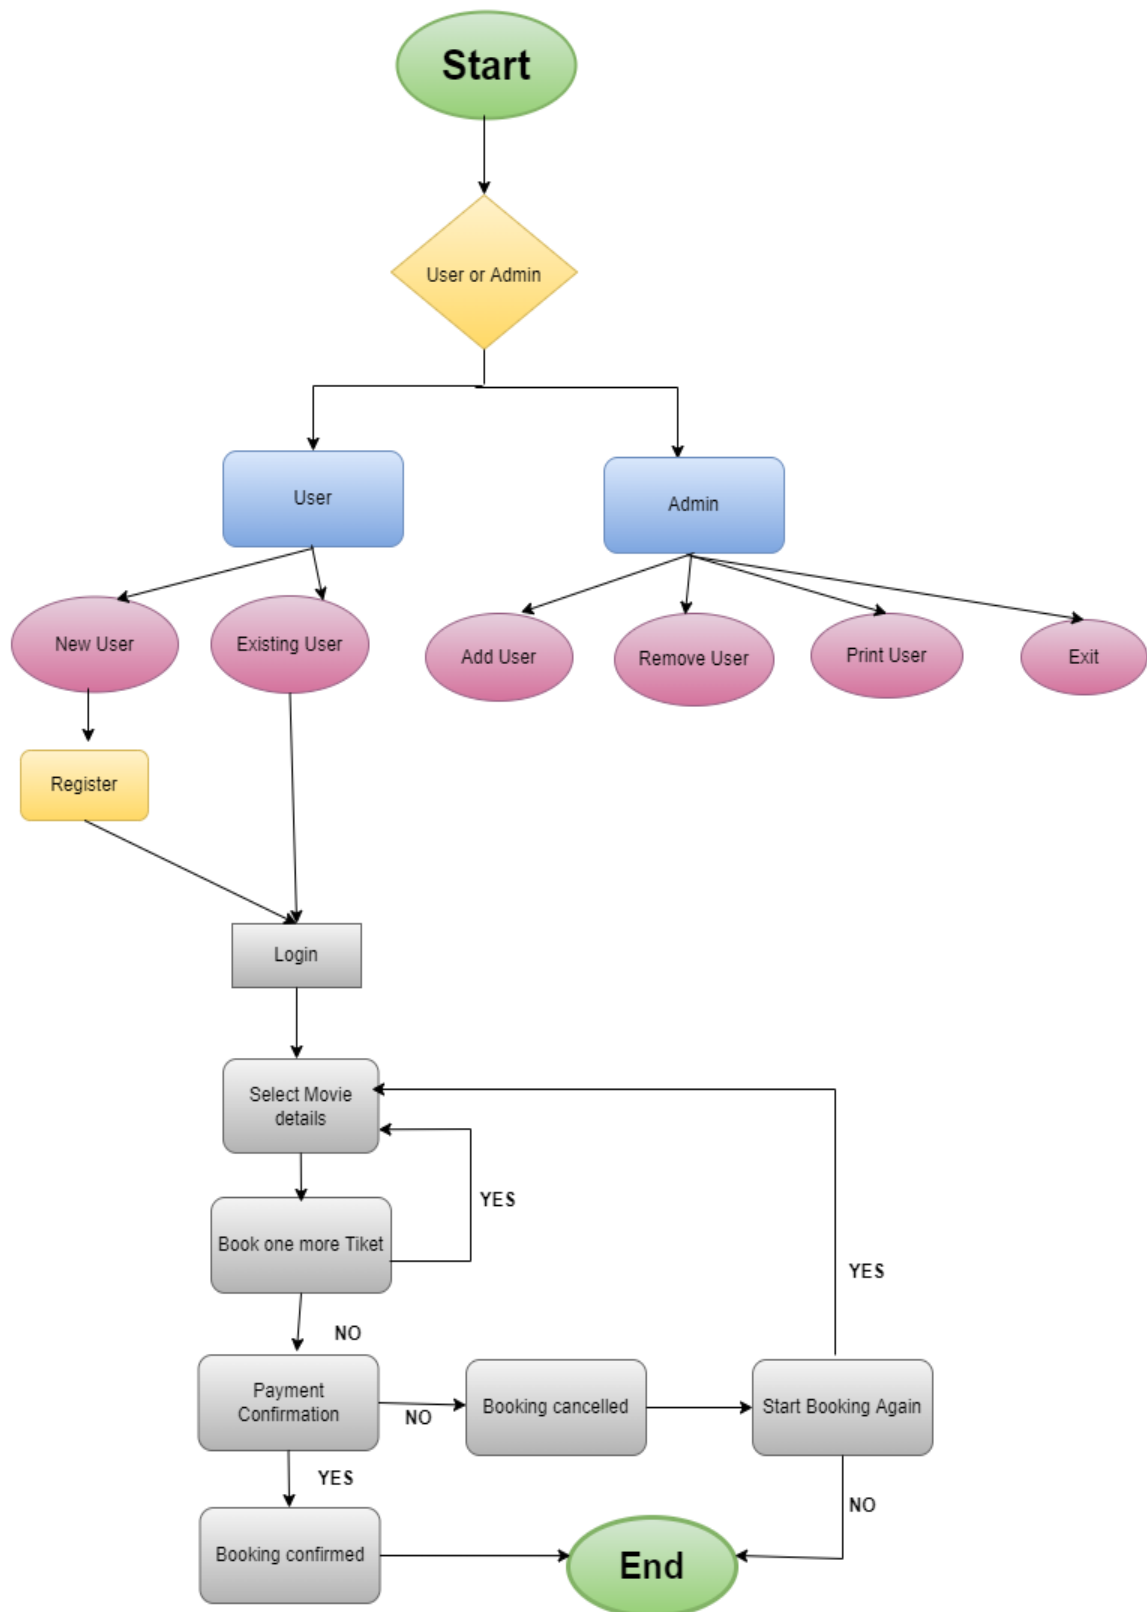 Start
User or Admin
User
Admin
New User
Existing User
Add User
Remove User
Print User
Exit
Register
Login
Select Movie
details
YES
Book one more Tiket
YES
NO
Payment
Confirmation
NO
Booking cancelled
Start Booking Again
YES
NO
Booking confirmed
End